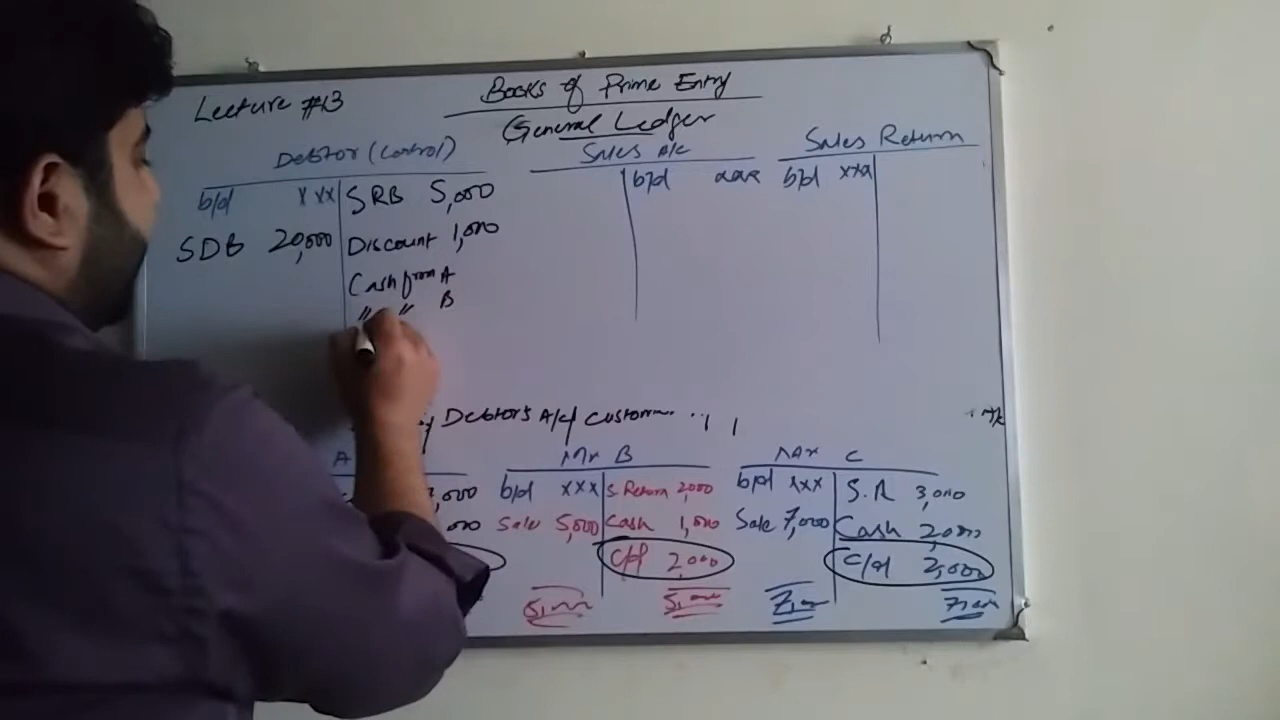 Lecture #13
Books of Prime Entry
General Ledger
Debtor (Control)
b/d xxx SRB 5,000
SDB 20,000 Discount 1,000
Cash from A
" " B
Sales A/c
b/d xxx
Sales Return
b/d xxx
Debtors A/c/
A
,000
Mr B
b/d xxx S. Return 2,000
Sale 5,000 Cash 1,000
c/d 2,000
5,000 5,000
Mr C
b/d xxx S.R 3,000
Sale 7,000 Cash 2,000
C/d 2,000
7,000 7,000